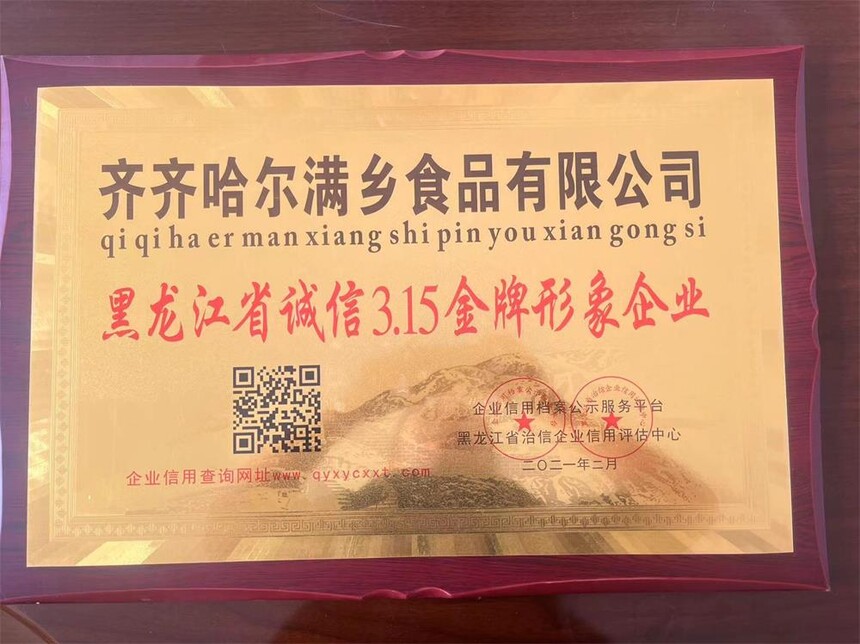 齐齐哈尔满乡食品有限公司
qi qi ha er man xiang shi pin you xian gong si
黑龙江省诚信3.15金牌形象企业
企业信用档案公示服务平台
黑龙江省治信企业信用评估中心
二〇二一年二月
企业信用查询网址www.qyxycxxt.com